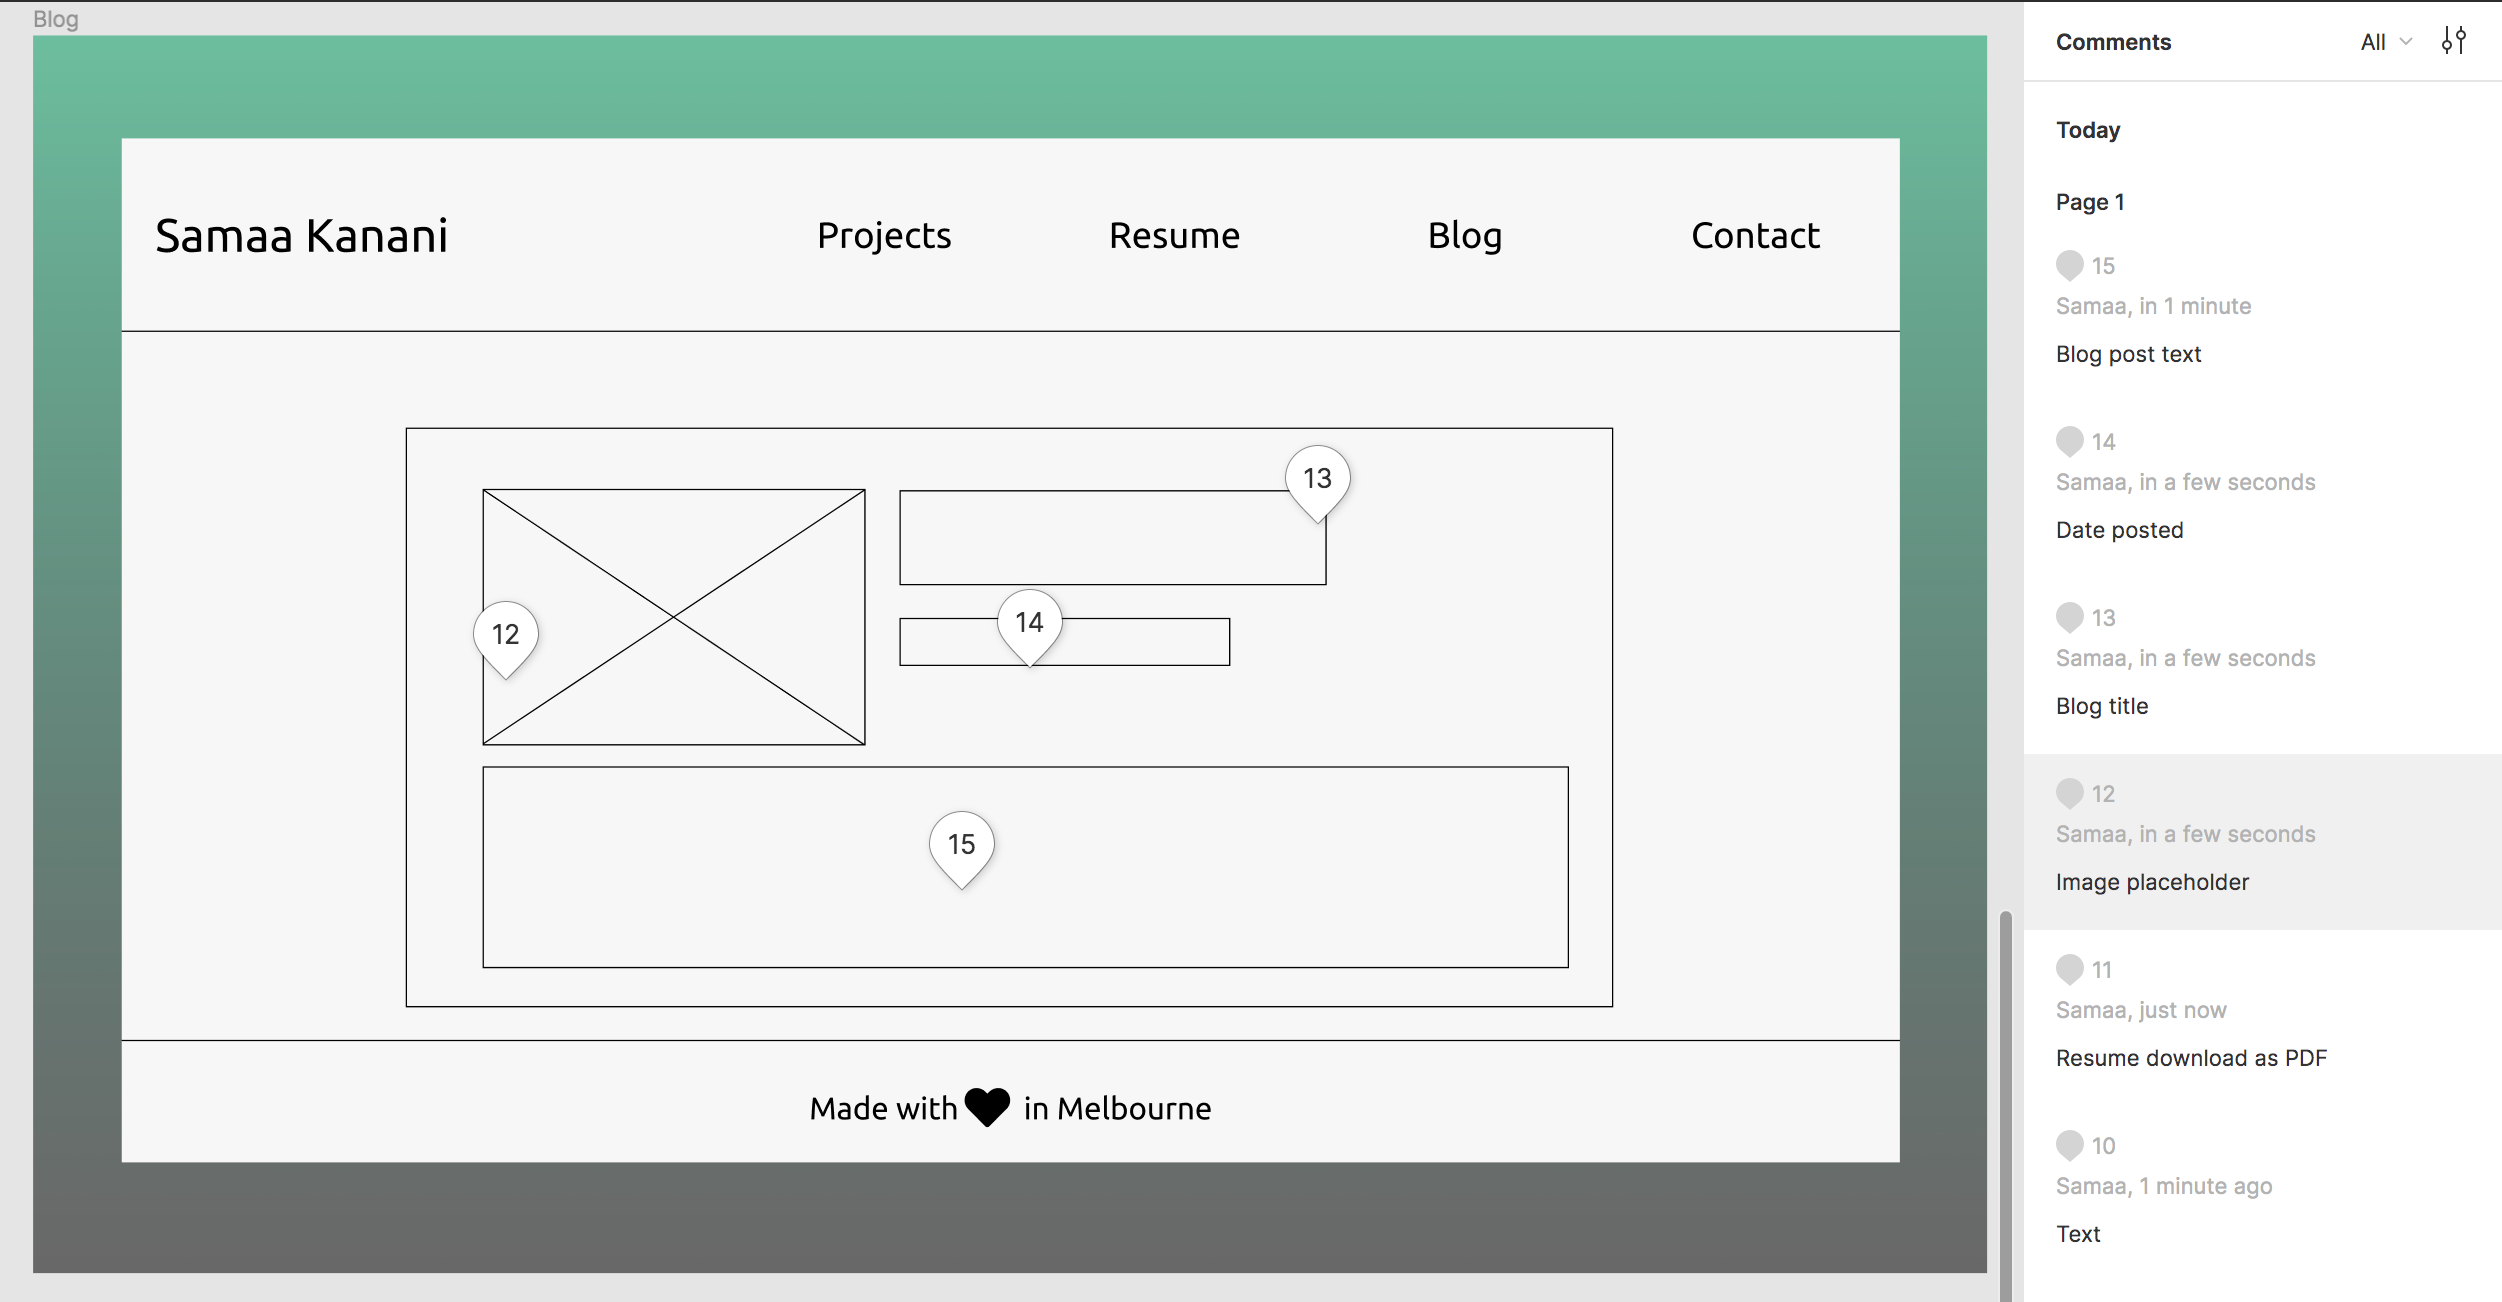 Blog
Samaa Kanani
Projects
Resume
Blog
Contact
13
12
14
15
Made with in Melbourne
Comments
All
Today
Page 1
15
Samaa, in 1 minute
Blog post text
14
Samaa, in a few seconds
Date posted
13
Samaa, in a few seconds
Blog title
12
Samaa, in a few seconds
Image placeholder
11
Samaa, just now
Resume download as PDF
10
Samaa, 1 minute ago
Text